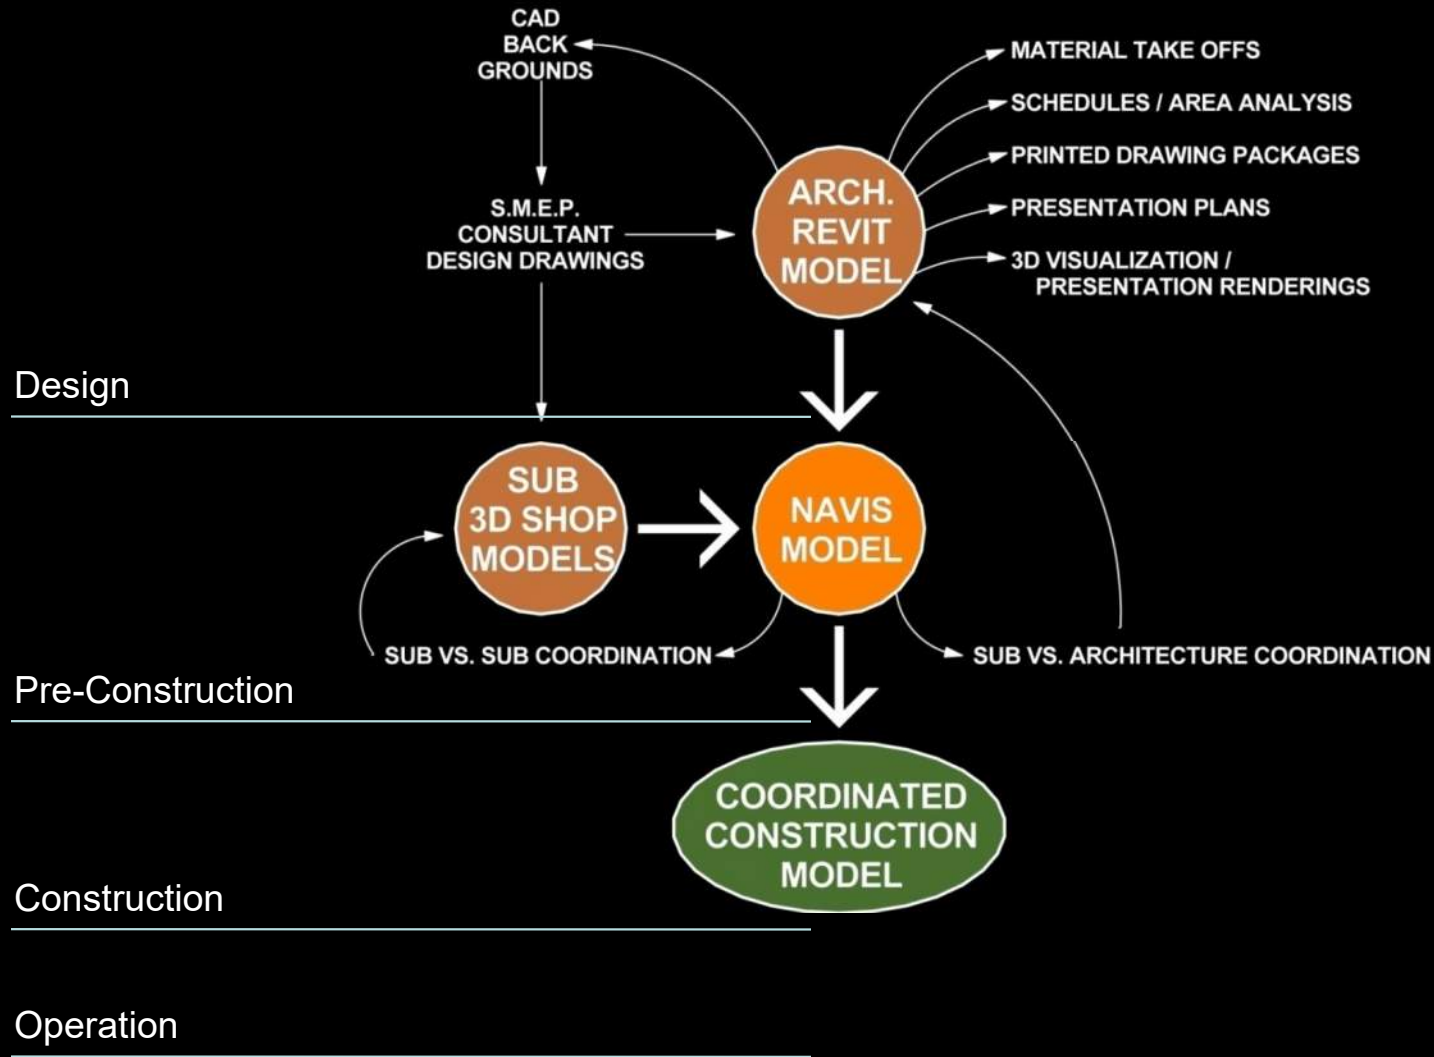 CAD
BACK
GROUNDS
MATERIAL TAKE OFFS
SCHEDULES / AREA ANALYSIS
PRINTED DRAWING PACKAGES
PRESENTATION PLANS
3D VISUALIZATION /
PRESENTATION RENDERINGS
ARCH.
REVIT
MODEL
S.M.E.P.
CONSULTANT
DESIGN DRAWINGS
Design
SUB
3D SHOP
MODELS
NAVIS
MODEL
SUB VS. SUB COORDINATION
SUB VS. ARCHITECTURE COORDINATION
Pre-Construction
COORDINATED
CONSTRUCTION
MODEL
Construction
Operation